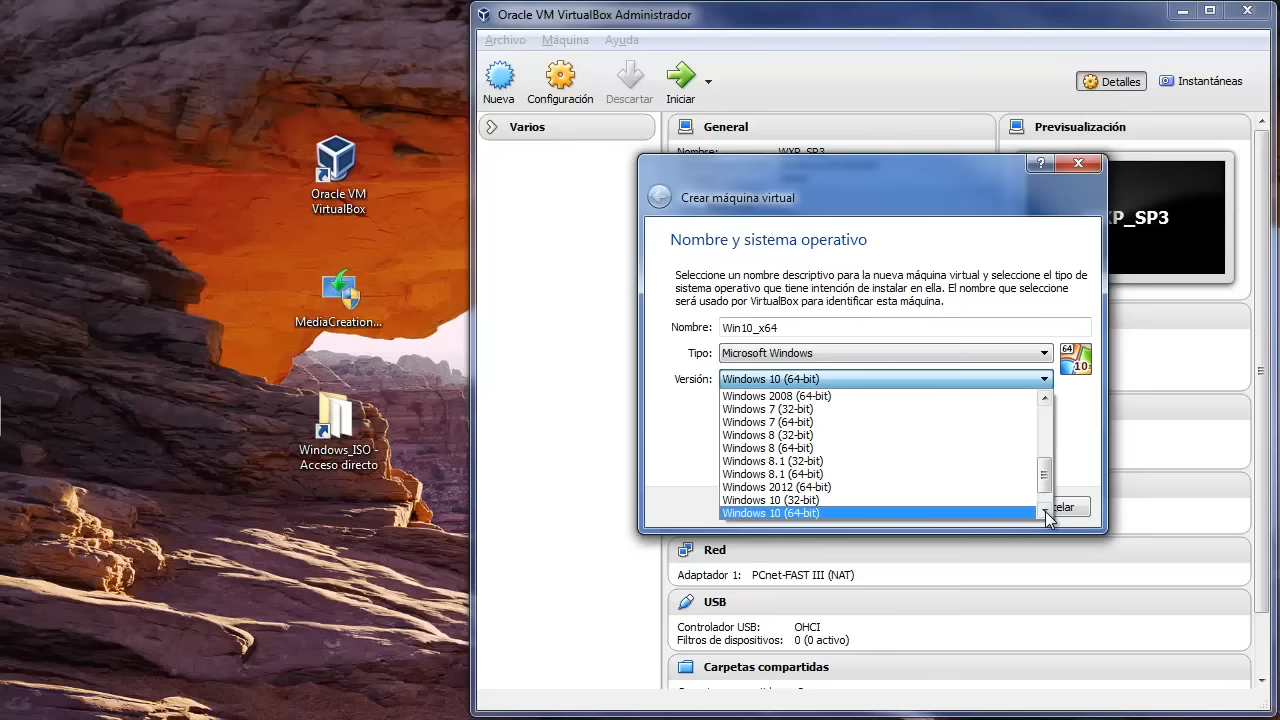 Oracle VM VirtualBox Administrador
Archivo Máquina Ayuda
Nueva Configuración Descartar Iniciar
Detalles Instantáneas
Varios
General
Previsualización
Nombre: WXP_SP3
XP_SP3
Oracle VM
VirtualBox
MediaCreation...
Windows_ISO -
Acceso directo
Crear máquina virtual
Nombre y sistema operativo
Seleccione un nombre descriptivo para la nueva máquina virtual y seleccione el tipo de
sistema operativo que tiene intención de instalar en ella. El nombre que seleccione
será usado por VirtualBox para identificar esta máquina.
Nombre: Win10_x64
Tipo: Microsoft Windows
64
10
Versión: Windows 10 (64-bit)
Windows 2008 (64-bit)
Windows 7 (32-bit)
Windows 7 (64-bit)
Windows 8 (32-bit)
Windows 8 (64-bit)
Windows 8.1 (32-bit)
Windows 8.1 (64-bit)
Windows 2012 (64-bit)
Windows 10 (32-bit)
Windows 10 (64-bit)
celar
Red
Adaptador 1: PCnet-FAST III (NAT)
USB
Controlador USB: OHCI
Filtros de dispositivos: 0 (0 activo)
Carpetas compartidas